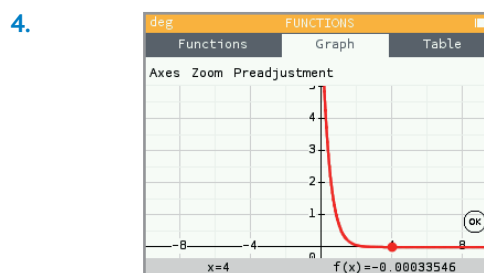 4.
deg FUNCTIONS
Functions Graph Table
Axes Zoom Preadjustment
4
3
2
1
-8 -4 8
0
OK
x=4 f(x)=-0.00033546